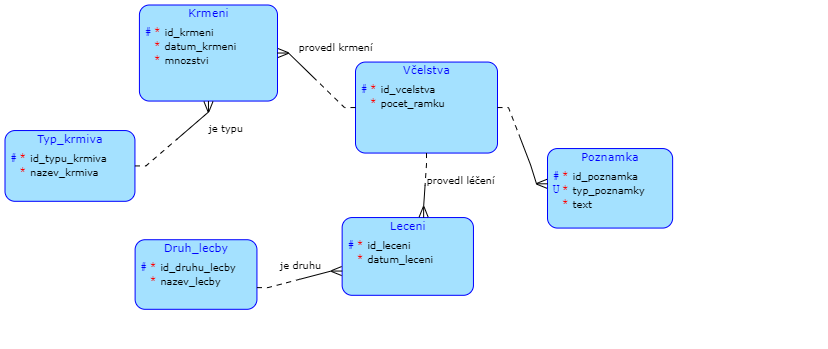 Krmeni
# * id_krmeni
* datum_krmeni
* mnozstvi
provedl krmení
Včelstva
# * id_vcelstva
* pocet_ramku
je typu
Typ_krmiva
# * id_typu_krmiva
* nazev_krmiva
Poznamka
# * id_poznamka
U * typ_poznamky
* text
provedl léčení
Leceni
# * id_leceni
* datum_leceni
Druh_lecby
# * id_druhu_lecby
* nazev_lecby
je druhu